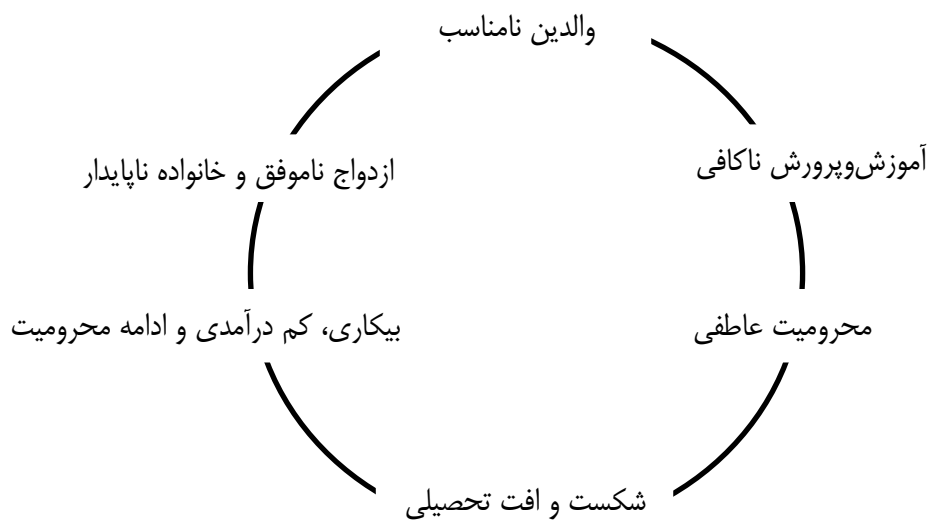 والدین نامناسب
آموزش‌وپرورش ناکافی
محرومیت عاطفی
شکست و افت تحصیلی
بیکاری، کم درآمدی و ادامه محرومیت
ازدواج ناموفق و خانواده ناپایدار